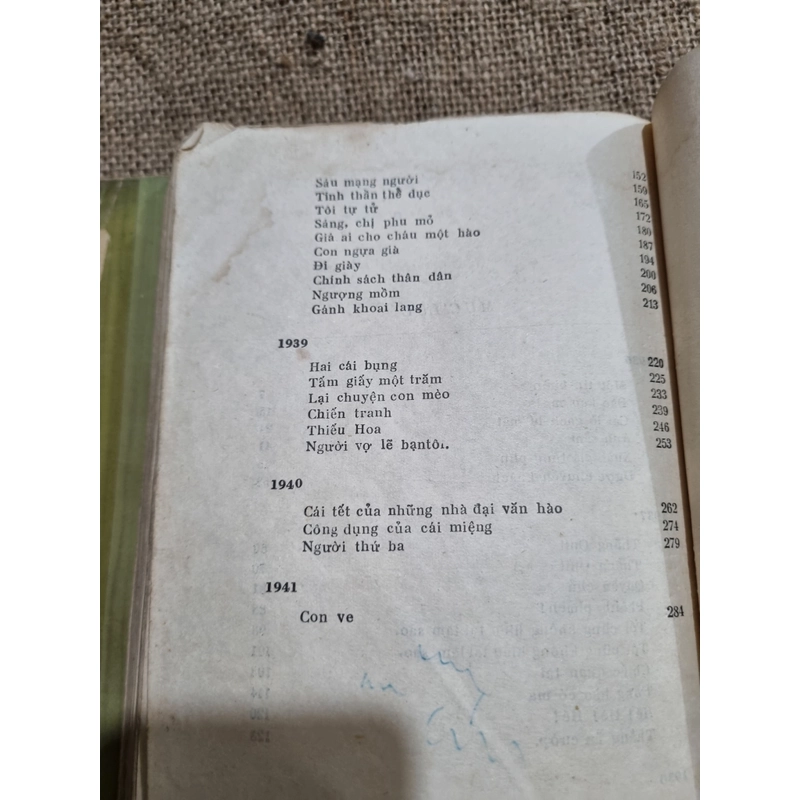 Sáu mạng người 152
Tinh thần thể dục 159
Tôi tự tử 165
Sáng, chị phu mỏ 172
Già ai cho cháu một hào 180
Con ngựa già 187
Đi giày 194
Chính sách thân dân 200
Ngượng mồm 206
Gánh khoai lang 213
1939
Hai cái bụng 220
Tấm giấy một trăm 225
Lại chuyện con mèo 233
Chiến tranh 239
Thiếu Hoa 246
Người vợ lẽ bạntôi. 253
1940
Cái tết của những nhà đại văn hào 262
Công dụng của cái miệng 274
Người thứ ba 279
1941
Con ve 284